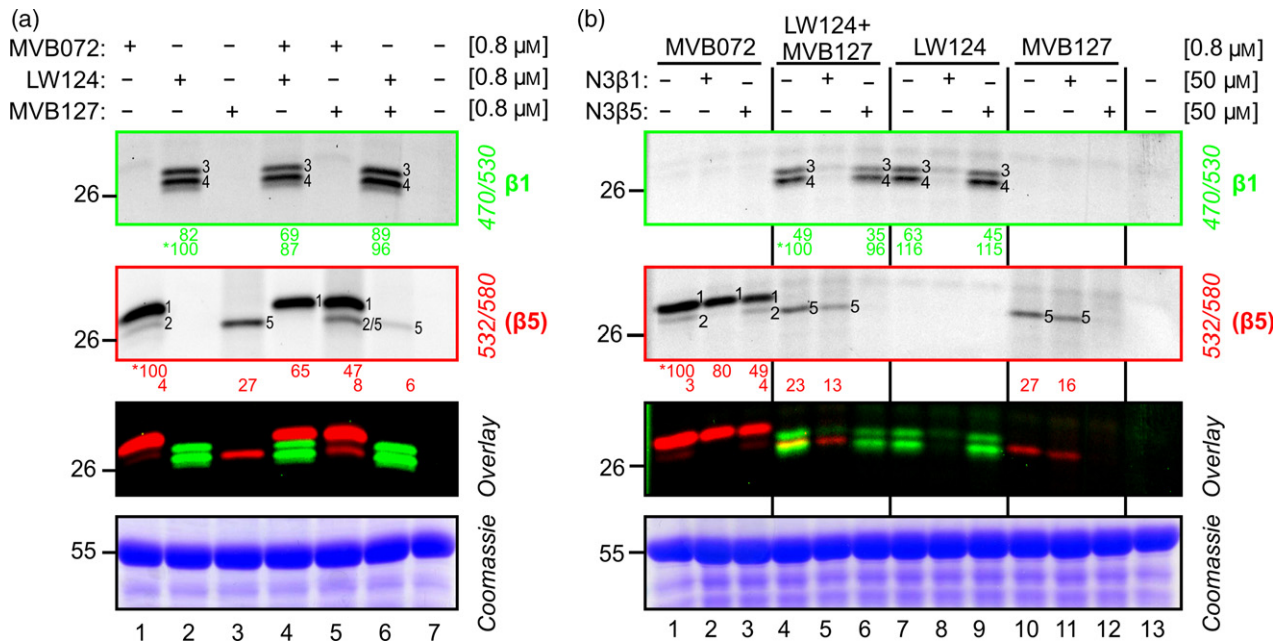 (a)
MVB072: + – – + + – – [0.8 µM]
LW124: – + – + – + – [0.8 µM]
MVB127: – – + – + + – [0.8 µM]
26
3 3 3
4 4 4
470/530 β1
82 69 89
*100 87 96
26
1 1 1
2 5 2/5 5
532/580 (β5)
*100 65 47
4 27 8 6
26
Overlay
55
Coomassie
1 2 3 4 5 6 7
(b)
MVB072 LW124+ MVB127 LW124 MVB127 [0.8 µM]
N3β1: – + – – + – – + – – + – – [50 µM]
N3β5: – – + – – + – – + – – + – [50 µM]
26
3 3 3 3
4 4 4 4
470/530 β1
49 35 63 45
*100 96 116 115
26
1 1 1
2 2 5 5 5 5
532/580 (β5)
*100 80 49
3 4 23 13 27 16
26
Overlay
55
Coomassie
1 2 3 4 5 6 7 8 9 10 11 12 13